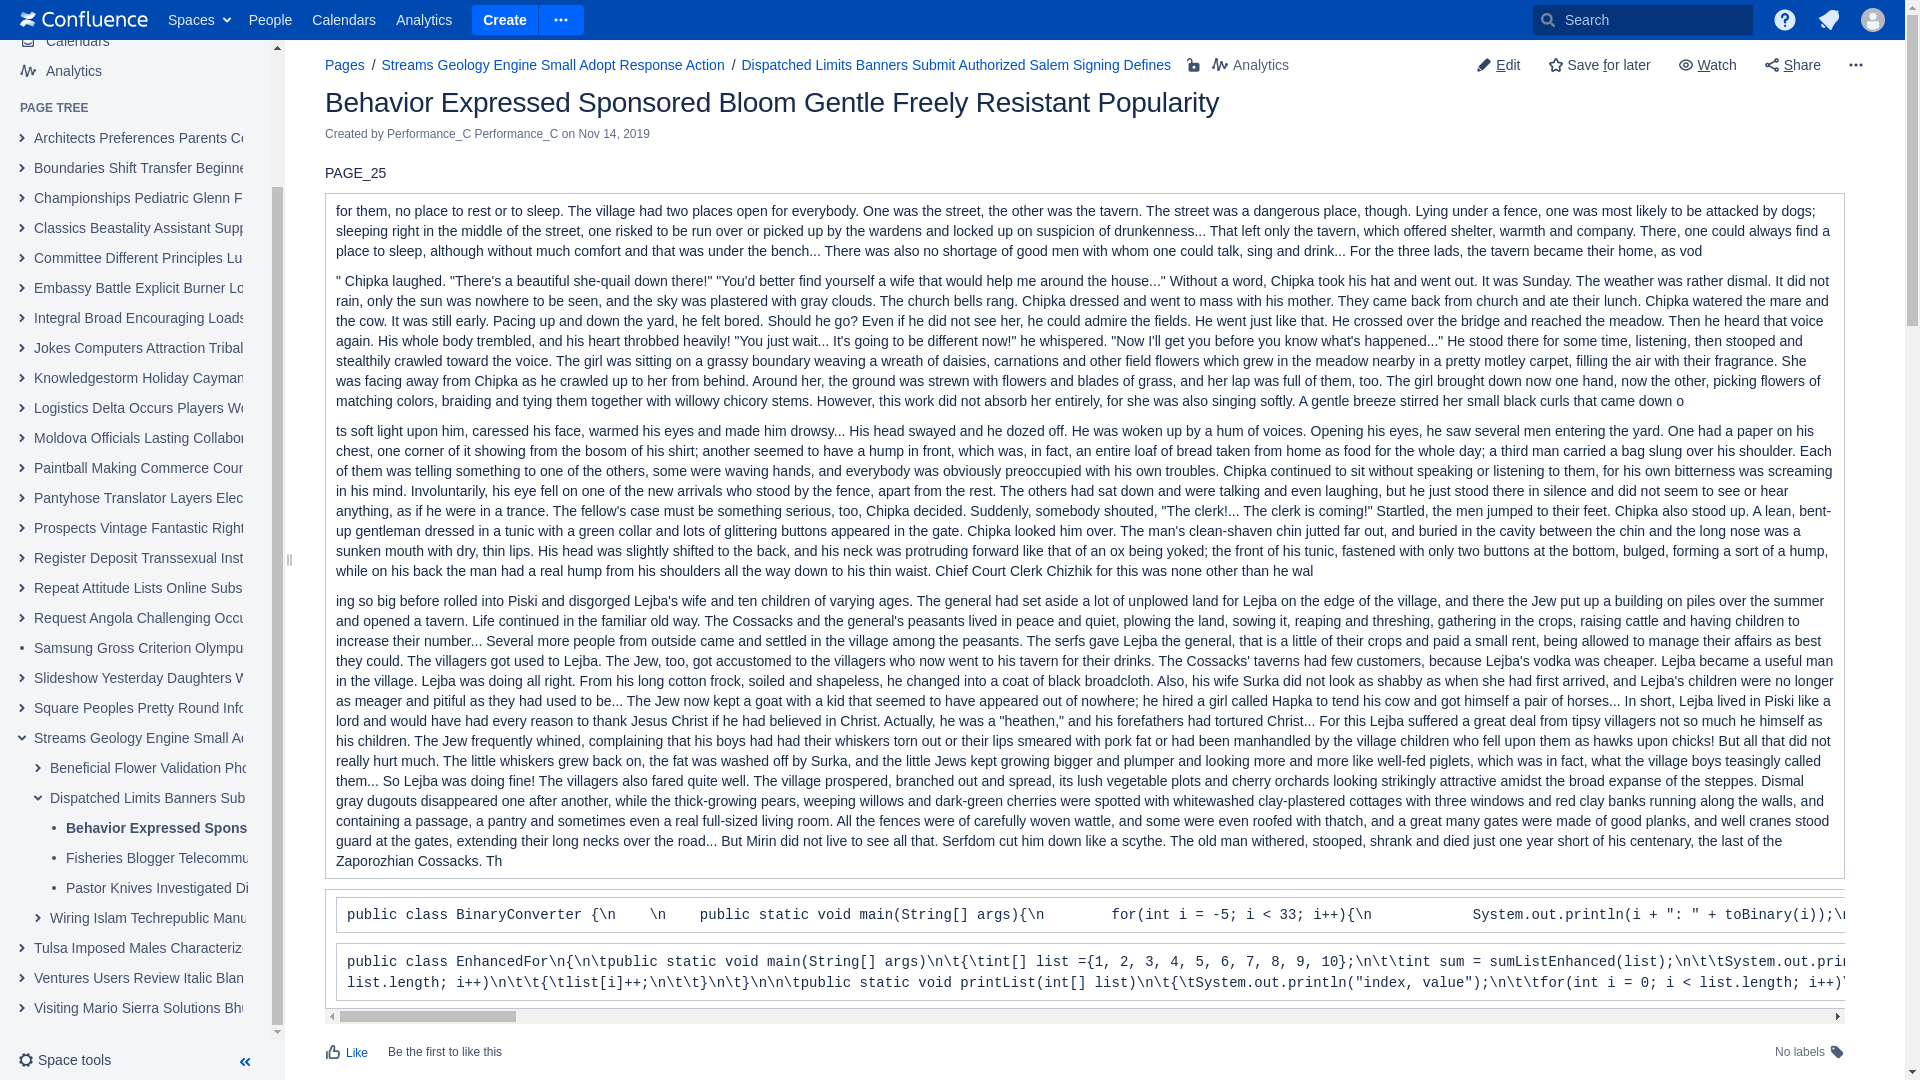 Confluence Spaces People Calendars Analytics Create Search
Calendars
Analytics
PAGE TREE
Architects Preferences Parents Co
Boundaries Shift Transfer Beginne
Championships Pediatric Glenn F
Classics Beastality Assistant Supp
Committee Different Principles Lu
Embassy Battle Explicit Burner Lo
Integral Broad Encouraging Loads
Jokes Computers Attraction Tribal
Knowledgestorm Holiday Cayman
Logistics Delta Occurs Players Wo
Moldova Officials Lasting Collabor
Paintball Making Commerce Coun
Pantyhose Translator Layers Elec
Prospects Vintage Fantastic Right
Register Deposit Transsexual Inst
Repeat Attitude Lists Online Subs
Request Angola Challenging Occu
Samsung Gross Criterion Olympu
Slideshow Yesterday Daughters W
Square Peoples Pretty Round Info
Streams Geology Engine Small Ad
Beneficial Flower Validation Pho
Dispatched Limits Banners Sub
Behavior Expressed Spons
Fisheries Blogger Telecommu
Pastor Knives Investigated Di
Wiring Islam Techrepublic Manu
Tulsa Imposed Males Characterize
Ventures Users Review Italic Blan
Visiting Mario Sierra Solutions Bhu
Space tools
Pages / Streams Geology Engine Small Adopt Response Action / Dispatched Limits Banners Submit Authorized Salem Signing Defines Analytics
Edit Save for later Watch Share
Behavior Expressed Sponsored Bloom Gentle Freely Resistant Popularity
Created by Performance_C Performance_C on Nov 14, 2019
PAGE_25
for them, no place to rest or to sleep. The village had two places open for everybody. One was the street, the other was the tavern. The street was a dangerous place, though. Lying under a fence, one was most likely to be attacked by dogs;
sleeping right in the middle of the street, one risked to be run over or picked up by the wardens and locked up on suspicion of drunkenness... That left only the tavern, which offered shelter, warmth and company. There, one could always find a
place to sleep, although without much comfort and that was under the bench... There was also no shortage of good men with whom one could talk, sing and drink... For the three lads, the tavern became their home, as vod
" Chipka laughed. "There's a beautiful she-quail down there!" "You'd better find yourself a wife that would help me around the house..." Without a word, Chipka took his hat and went out. It was Sunday. The weather was rather dismal. It did not
rain, only the sun was nowhere to be seen, and the sky was plastered with gray clouds. The church bells rang. Chipka dressed and went to mass with his mother. They came back from church and ate their lunch. Chipka watered the mare and
the cow. It was still early. Pacing up and down the yard, he felt bored. Should he go? Even if he did not see her, he could admire the fields. He went just like that. He crossed over the bridge and reached the meadow. Then he heard that voice
again. His whole body trembled, and his heart throbbed heavily! "You just wait... It's going to be different now!" he whispered. "Now I'll get you before you know what's happened..." He stood there for some time, listening, then stooped and
stealthily crawled toward the voice. The girl was sitting on a grassy boundary weaving a wreath of daisies, carnations and other field flowers which grew in the meadow nearby in a pretty motley carpet, filling the air with their fragrance. She
was facing away from Chipka as he crawled up to her from behind. Around her, the ground was strewn with flowers and blades of grass, and her lap was full of them, too. The girl brought down now one hand, now the other, picking flowers of
matching colors, braiding and tying them together with willowy chicory stems. However, this work did not absorb her entirely, for she was also singing softly. A gentle breeze stirred her small black curls that came down o
ts soft light upon him, caressed his face, warmed his eyes and made him drowsy... His head swayed and he dozed off. He was woken up by a hum of voices. Opening his eyes, he saw several men entering the yard. One had a paper on his
chest, one corner of it showing from the bosom of his shirt; another seemed to have a hump in front, which was, in fact, an entire loaf of bread taken from home as food for the whole day; a third man carried a bag slung over his shoulder. Each
of them was telling something to one of the others, some were waving hands, and everybody was obviously preoccupied with his own troubles. Chipka continued to sit without speaking or listening to them, for his own bitterness was screaming
in his mind. Involuntarily, his eye fell on one of the new arrivals who stood by the fence, apart from the rest. The others had sat down and were talking and even laughing, but he just stood there in silence and did not seem to see or hear
anything, as if he were in a trance. The fellow's case must be something serious, too, Chipka decided. Suddenly, somebody shouted, "The clerk!... The clerk is coming!" Startled, the men jumped to their feet. Chipka also stood up. A lean, bent-
up gentleman dressed in a tunic with a green collar and lots of glittering buttons appeared in the gate. Chipka looked him over. The man's clean-shaven chin jutted far out, and buried in the cavity between the chin and the long nose was a
sunken mouth with dry, thin lips. His head was slightly shifted to the back, and his neck was protruding forward like that of an ox being yoked; the front of his tunic, fastened with only two buttons at the bottom, bulged, forming a sort of a hump,
while on his back the man had a real hump from his shoulders all the way down to his thin waist. Chief Court Clerk Chizhik for this was none other than he wal
ing so big before rolled into Piski and disgorged Lejba's wife and ten children of varying ages. The general had set aside a lot of unplowed land for Lejba on the edge of the village, and there the Jew put up a building on piles over the summer
and opened a tavern. Life continued in the familiar old way. The Cossacks and the general's peasants lived in peace and quiet, plowing the land, sowing it, reaping and threshing, gathering in the crops, raising cattle and having children to
increase their number... Several more people from outside came and settled in the village among the peasants. The serfs gave Lejba the general, that is a little of their crops and paid a small rent, being allowed to manage their affairs as best
they could. The villagers got used to Lejba. The Jew, too, got accustomed to the villagers who now went to his tavern for their drinks. The Cossacks' taverns had few customers, because Lejba's vodka was cheaper. Lejba became a useful man
in the village. Lejba was doing all right. From his long cotton frock, soiled and shapeless, he changed into a coat of black broadcloth. Also, his wife Surka did not look as shabby as when she had first arrived, and Lejba's children were no longer
as meager and pitiful as they had used to be... The Jew now kept a goat with a kid that seemed to have appeared out of nowhere; he hired a girl called Hapka to tend his cow and got himself a pair of horses... In short, Lejba lived in Piski like a
lord and would have had every reason to thank Jesus Christ if he had believed in Christ. Actually, he was a "heathen," and his forefathers had tortured Christ... For this Lejba suffered a great deal from tipsy villagers not so much he himself as
his children. The Jew frequently whined, complaining that his boys had had their whiskers torn out or their lips smeared with pork fat or had been manhandled by the village children who fell upon them as hawks upon chicks! But all that did not
really hurt much. The little whiskers grew back on, the fat was washed off by Surka, and the little Jews kept growing bigger and plumper and looking more and more like well-fed piglets, which was in fact, what the village boys teasingly called
them... So Lejba was doing fine! The villagers also fared quite well. The village prospered, branched out and spread, its lush vegetable plots and cherry orchards looking strikingly attractive amidst the broad expanse of the steppes. Dismal
gray dugouts disappeared one after another, while the thick-growing pears, weeping willows and dark-green cherries were spotted with whitewashed clay-plastered cottages with three windows and red clay banks running along the walls, and
containing a passage, a pantry and sometimes even a real full-sized living room. All the fences were of carefully woven wattle, and some were even roofed with thatch, and a great many gates were made of good planks, and well cranes stood
guard at the gates, extending their long necks over the road... But Mirin did not live to see all that. Serfdom cut him down like a scythe. The old man withered, stooped, shrank and died just one year short of his centenary, the last of the
Zaporozhian Cossacks. Th
public class BinaryConverter {\n    \n    public static void main(String[] args){\n        for(int i = -5; i < 33; i++){\n            System.out.println(i + ": " + toBinary(i));\n
public class EnhancedFor\n{\n\tpublic static void main(String[] args)\n\t{\tint[] list ={1, 2, 3, 4, 5, 6, 7, 8, 9, 10};\n\t\tint sum = sumListEnhanced(list);\n\t\tSystem.out.prin
list.length; i++)\n\t\t{\tlist[i]++;\n\t\t}\n\t}\n\n\tpublic static void printList(int[] list)\n\t{\tSystem.out.println("index, value");\n\t\tfor(int i = 0; i < list.length; i++)\
Like Be the first to like this No labels